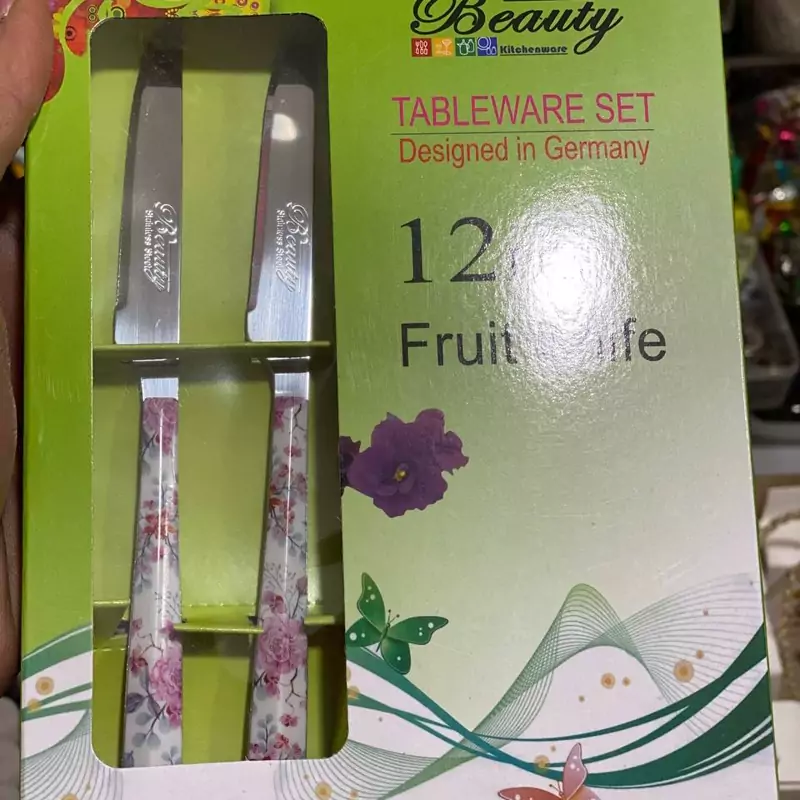 Beauty
Kitchenware
TABLEWARE SET
Designed in Germany
12
Fruit
Beauty
Stainless Steel
Beauty
Stainless Steel